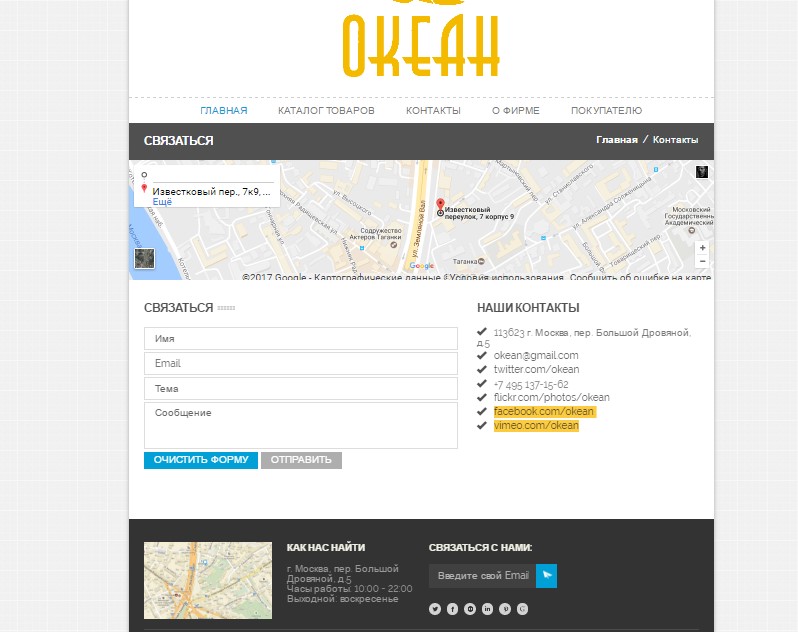 ОКЕАН
ГЛАВНАЯ КАТАЛОГ ТОВАРОВ КОНТАКТЫ О ФИРМЕ ПОКУПАТЕЛЮ
СВЯЗАТЬСЯ
Главная / Контакты
Известковый пер., 7к9, ...
Ещё
ул. Высоцкого
ул. Земляной Вал
Известковый
переулок, 7 корпус 9
ул. Станиславского
ул. Александра Солженицына
Товарищеский пер.
Содружество
Актеров Таганки
Таганка
Московский
Государственнь
Академическ
Google
©2017 Google - Картографические данные
Условия использования
Сообщить об ошибке на карте
+
−
СВЯЗАТЬСЯ
Имя
Email
Тема
Сообщение
ОЧИСТИТЬ ФОРМУ ОТПРАВИТЬ
НАШИ КОНТАКТЫ
113623 г. Москва, пер. Большой Дровяной,
д.5
okean@gmail.com
twitter.com/okean
+7 495 137-15-62
flickr.com/photos/okean
facebook.com/okean
vimeo.com/okean
КАК НАС НАЙТИ
г. Москва, пер. Большой
Дровяной, д.5
Часы работы: 10:00 - 22:00
Выходной: воскресенье
СВЯЗАТЬСЯ С НАМИ:
Введите свой Email